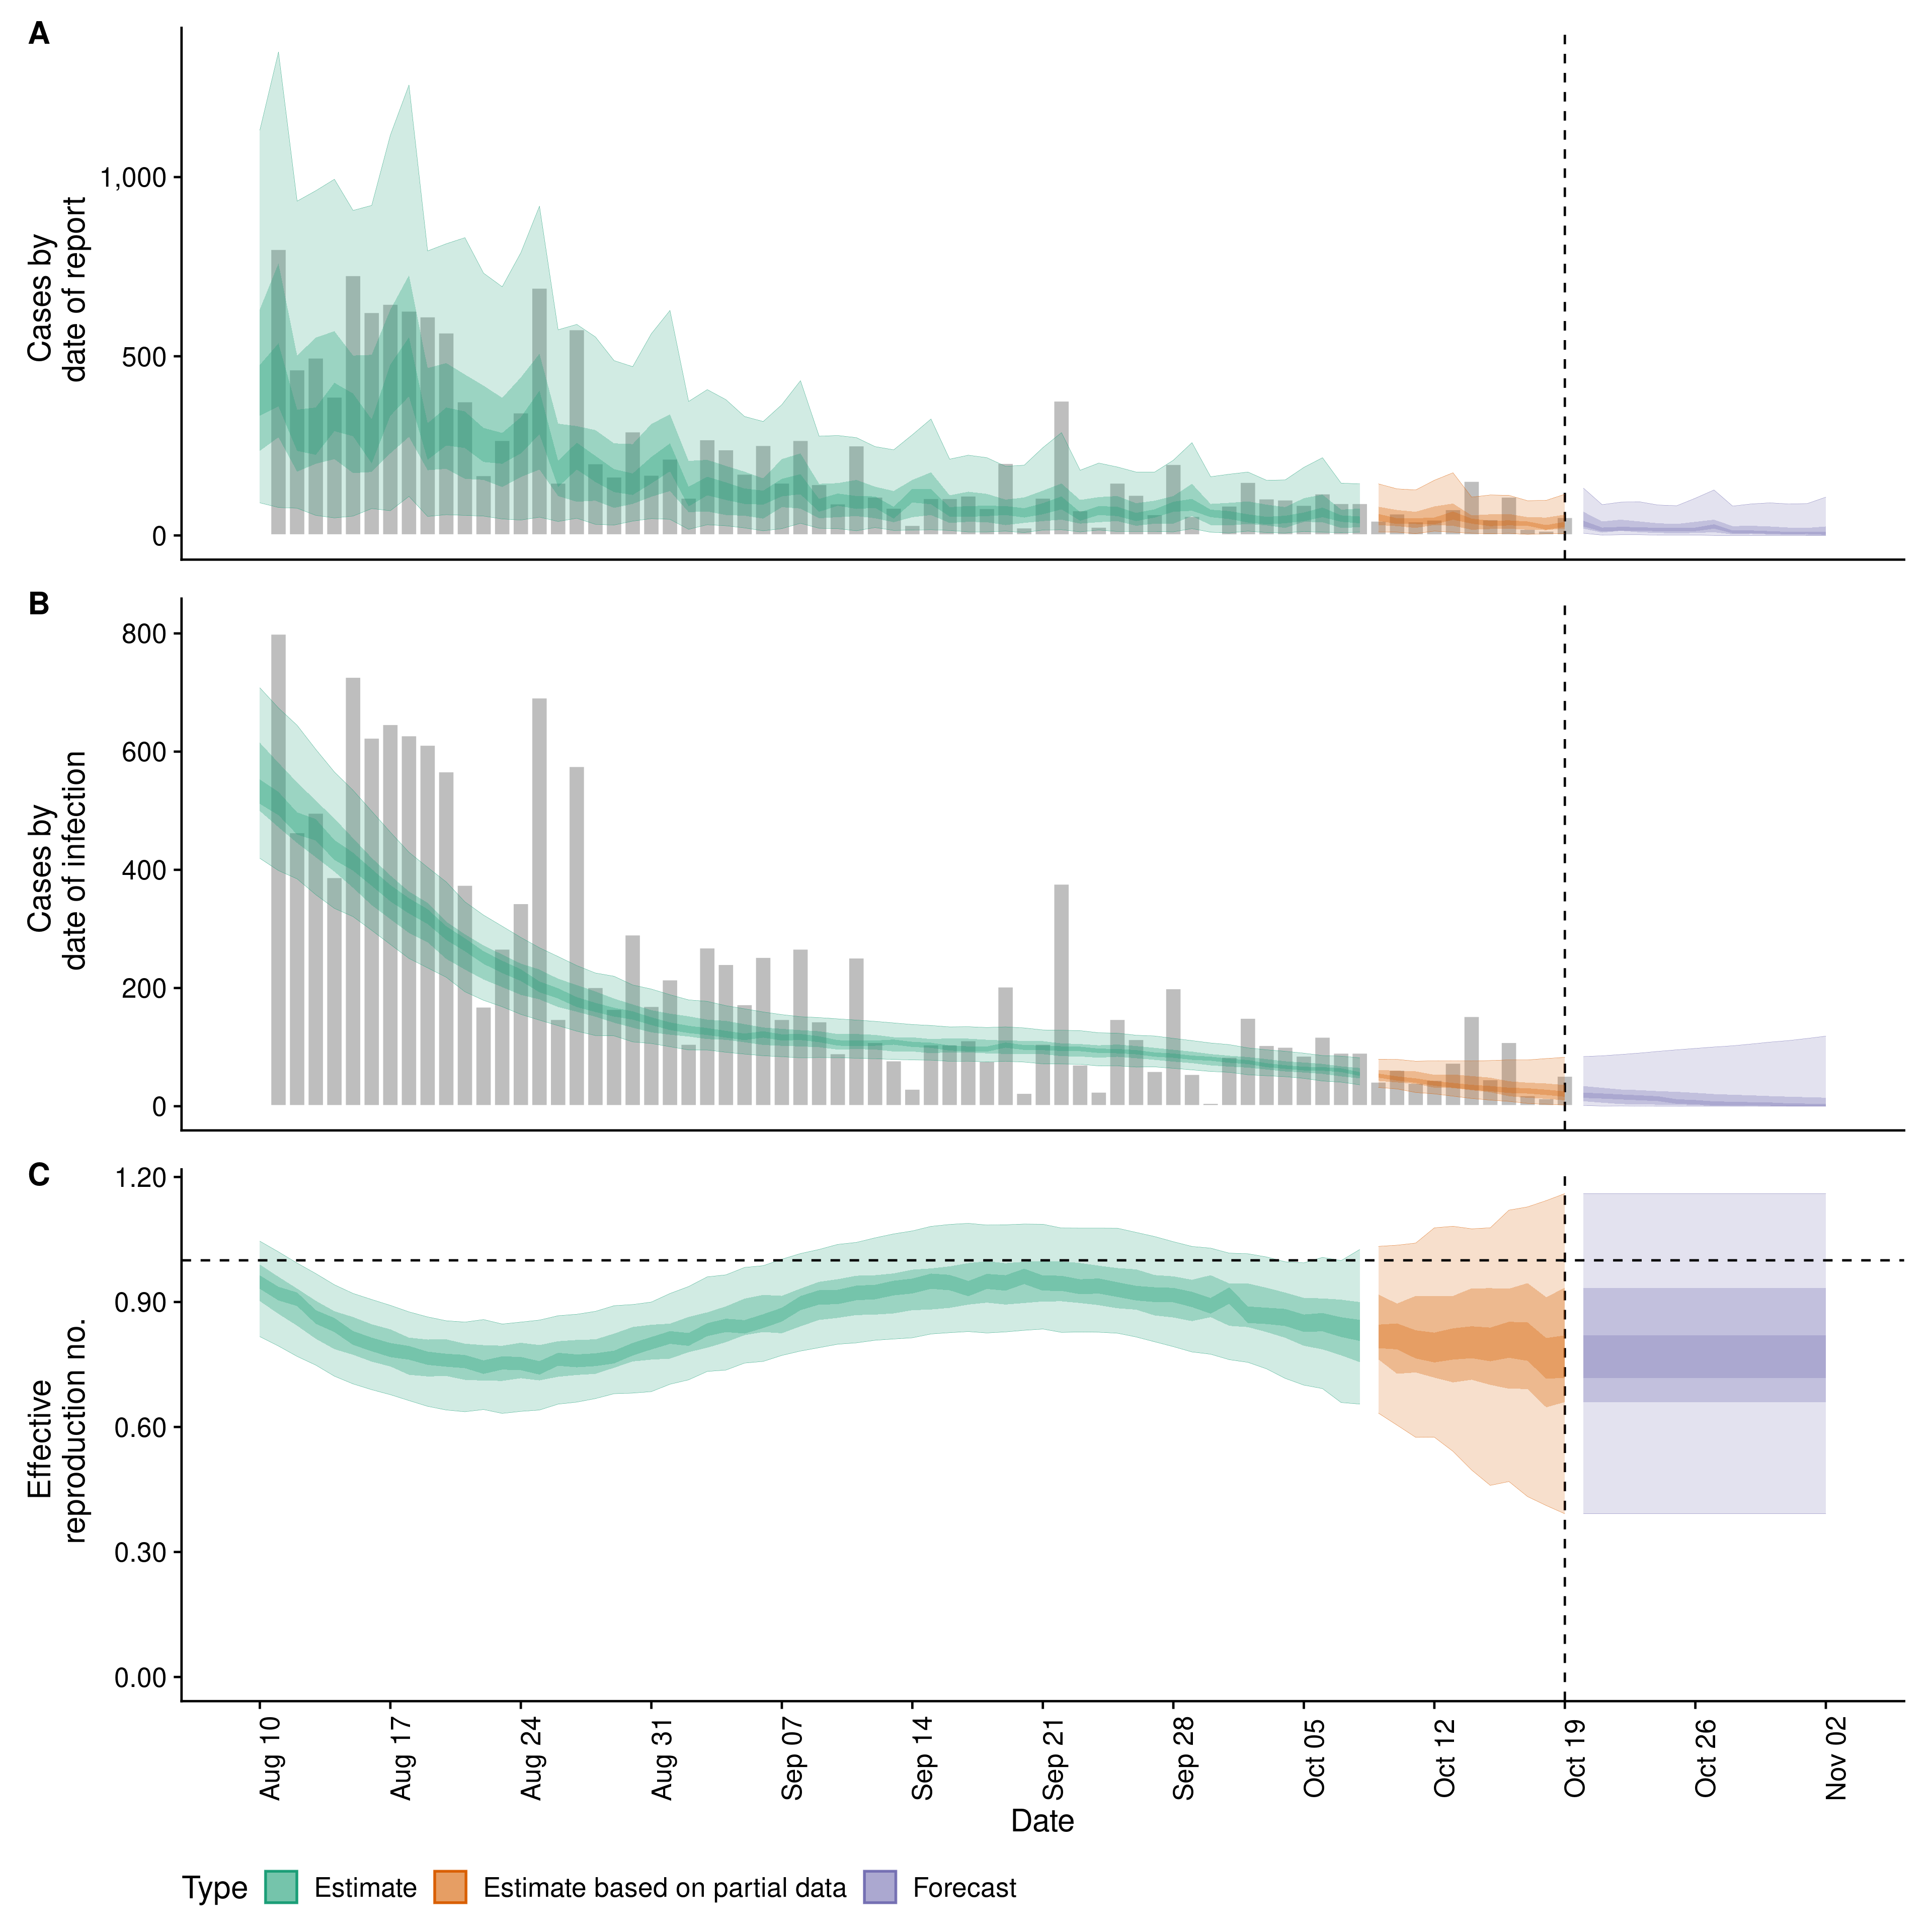 A
Cases by
date of report
1,000
500
0
B
Cases by
date of infection
800
600
400
200
0
C
Effective
reproduction no.
1.20
0.90
0.60
0.30
0.00
Aug 10
Aug 17
Aug 24
Aug 31
Sep 07
Sep 14
Sep 21
Sep 28
Oct 05
Oct 12
Oct 19
Oct 26
Nov 02
Date
Type Estimate Estimate based on partial data Forecast